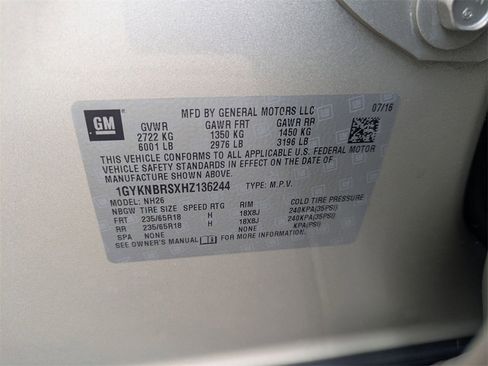 GM
MFD BY GENERAL MOTORS LLC 07/16
GVWR GAWR FRT GAWR RR
2722 KG 1350 KG 1450 KG
6001 LB 2976 LB 3196 LB
THIS VEHICLE CONFORMS TO ALL APPLICABLE U.S. FEDERAL MOTOR
VEHICLE SAFETY STANDARDS IN EFFECT ON THE DATE OF MANUFACTURE SHOWN ABOVE.
1GYKNBRSXHZ136244 TYPE: M.P.V.
MODEL: NH26
NBGW TIRE SIZE SPEED RTG RIM COLD TIRE PRESSURE
FRT 235/65R18 H 18X8J 240KPA(35PSI)
RR 235/65R18 H 18X8J 240KPA(35PSI)
SPA NONE NONE KPA(PSI)
SEE OWNER'S MANUAL FOR MORE INFORMATION.